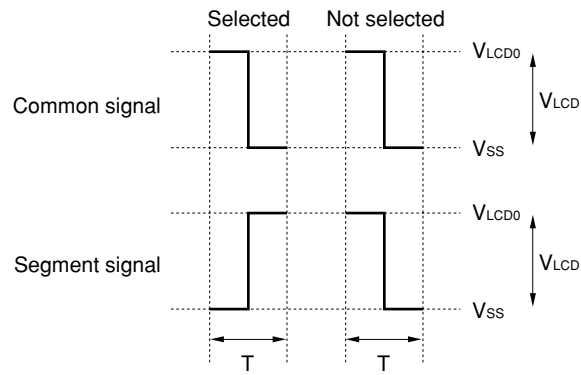 Selected Not selected
VLCD0
Common signal
VLCD
VSS
VLCD0
Segment signal
VLCD
VSS
T T